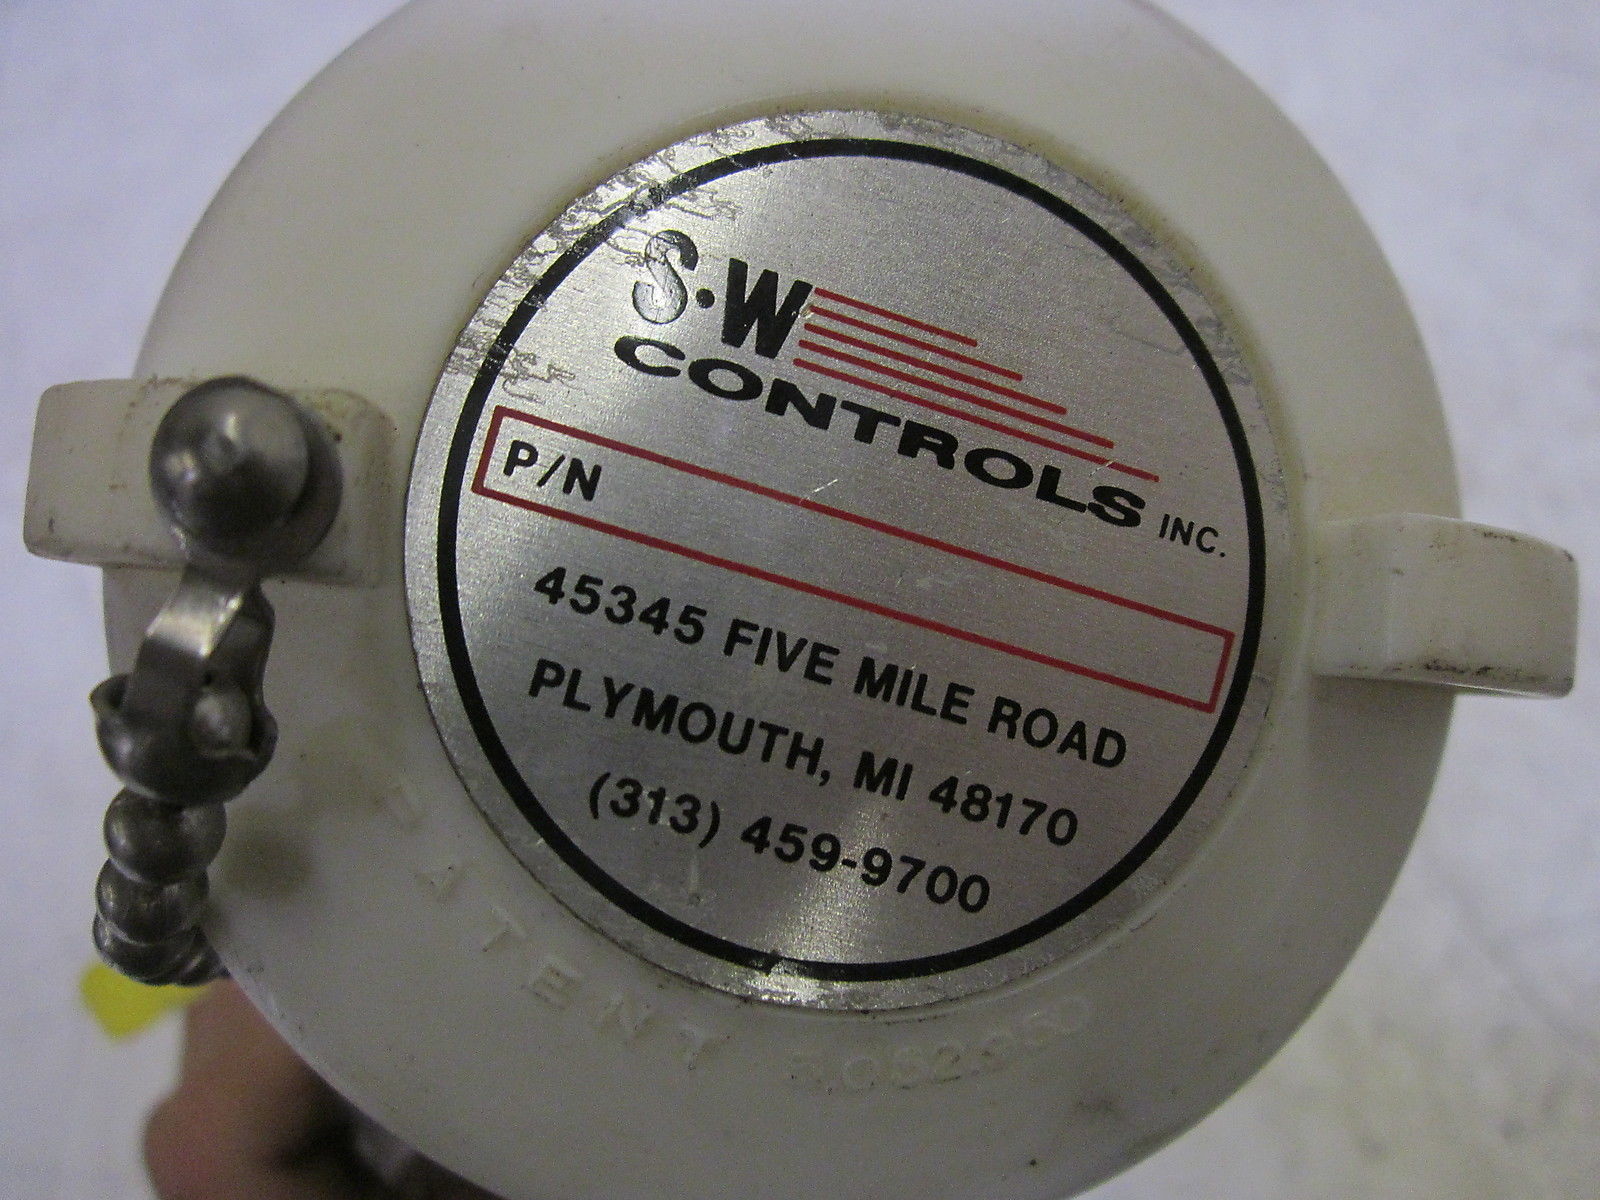 S·W
CONTROLS INC.
P/N
45345 FIVE MILE ROAD
PLYMOUTH, MI 48170
(313) 459-9700
PATENT